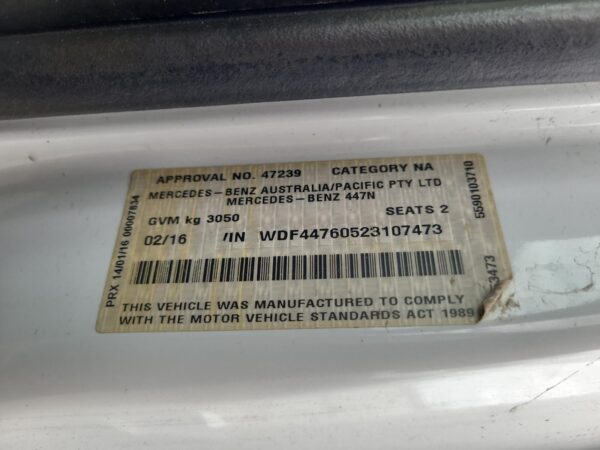 APPROVAL NO. 47239 CATEGORY NA
MERCEDES-BENZ AUSTRALIA/PACIFIC PTY LTD
MERCEDES-BENZ 447N
GVM kg 3050 SEATS 2
02/16 /IN WDF44760523107473
THIS VEHICLE WAS MANUFACTURED TO COMPLY
WITH THE MOTOR VEHICLE STANDARDS ACT 1989
PRX 14/01/16 00007834
5590103710
3473